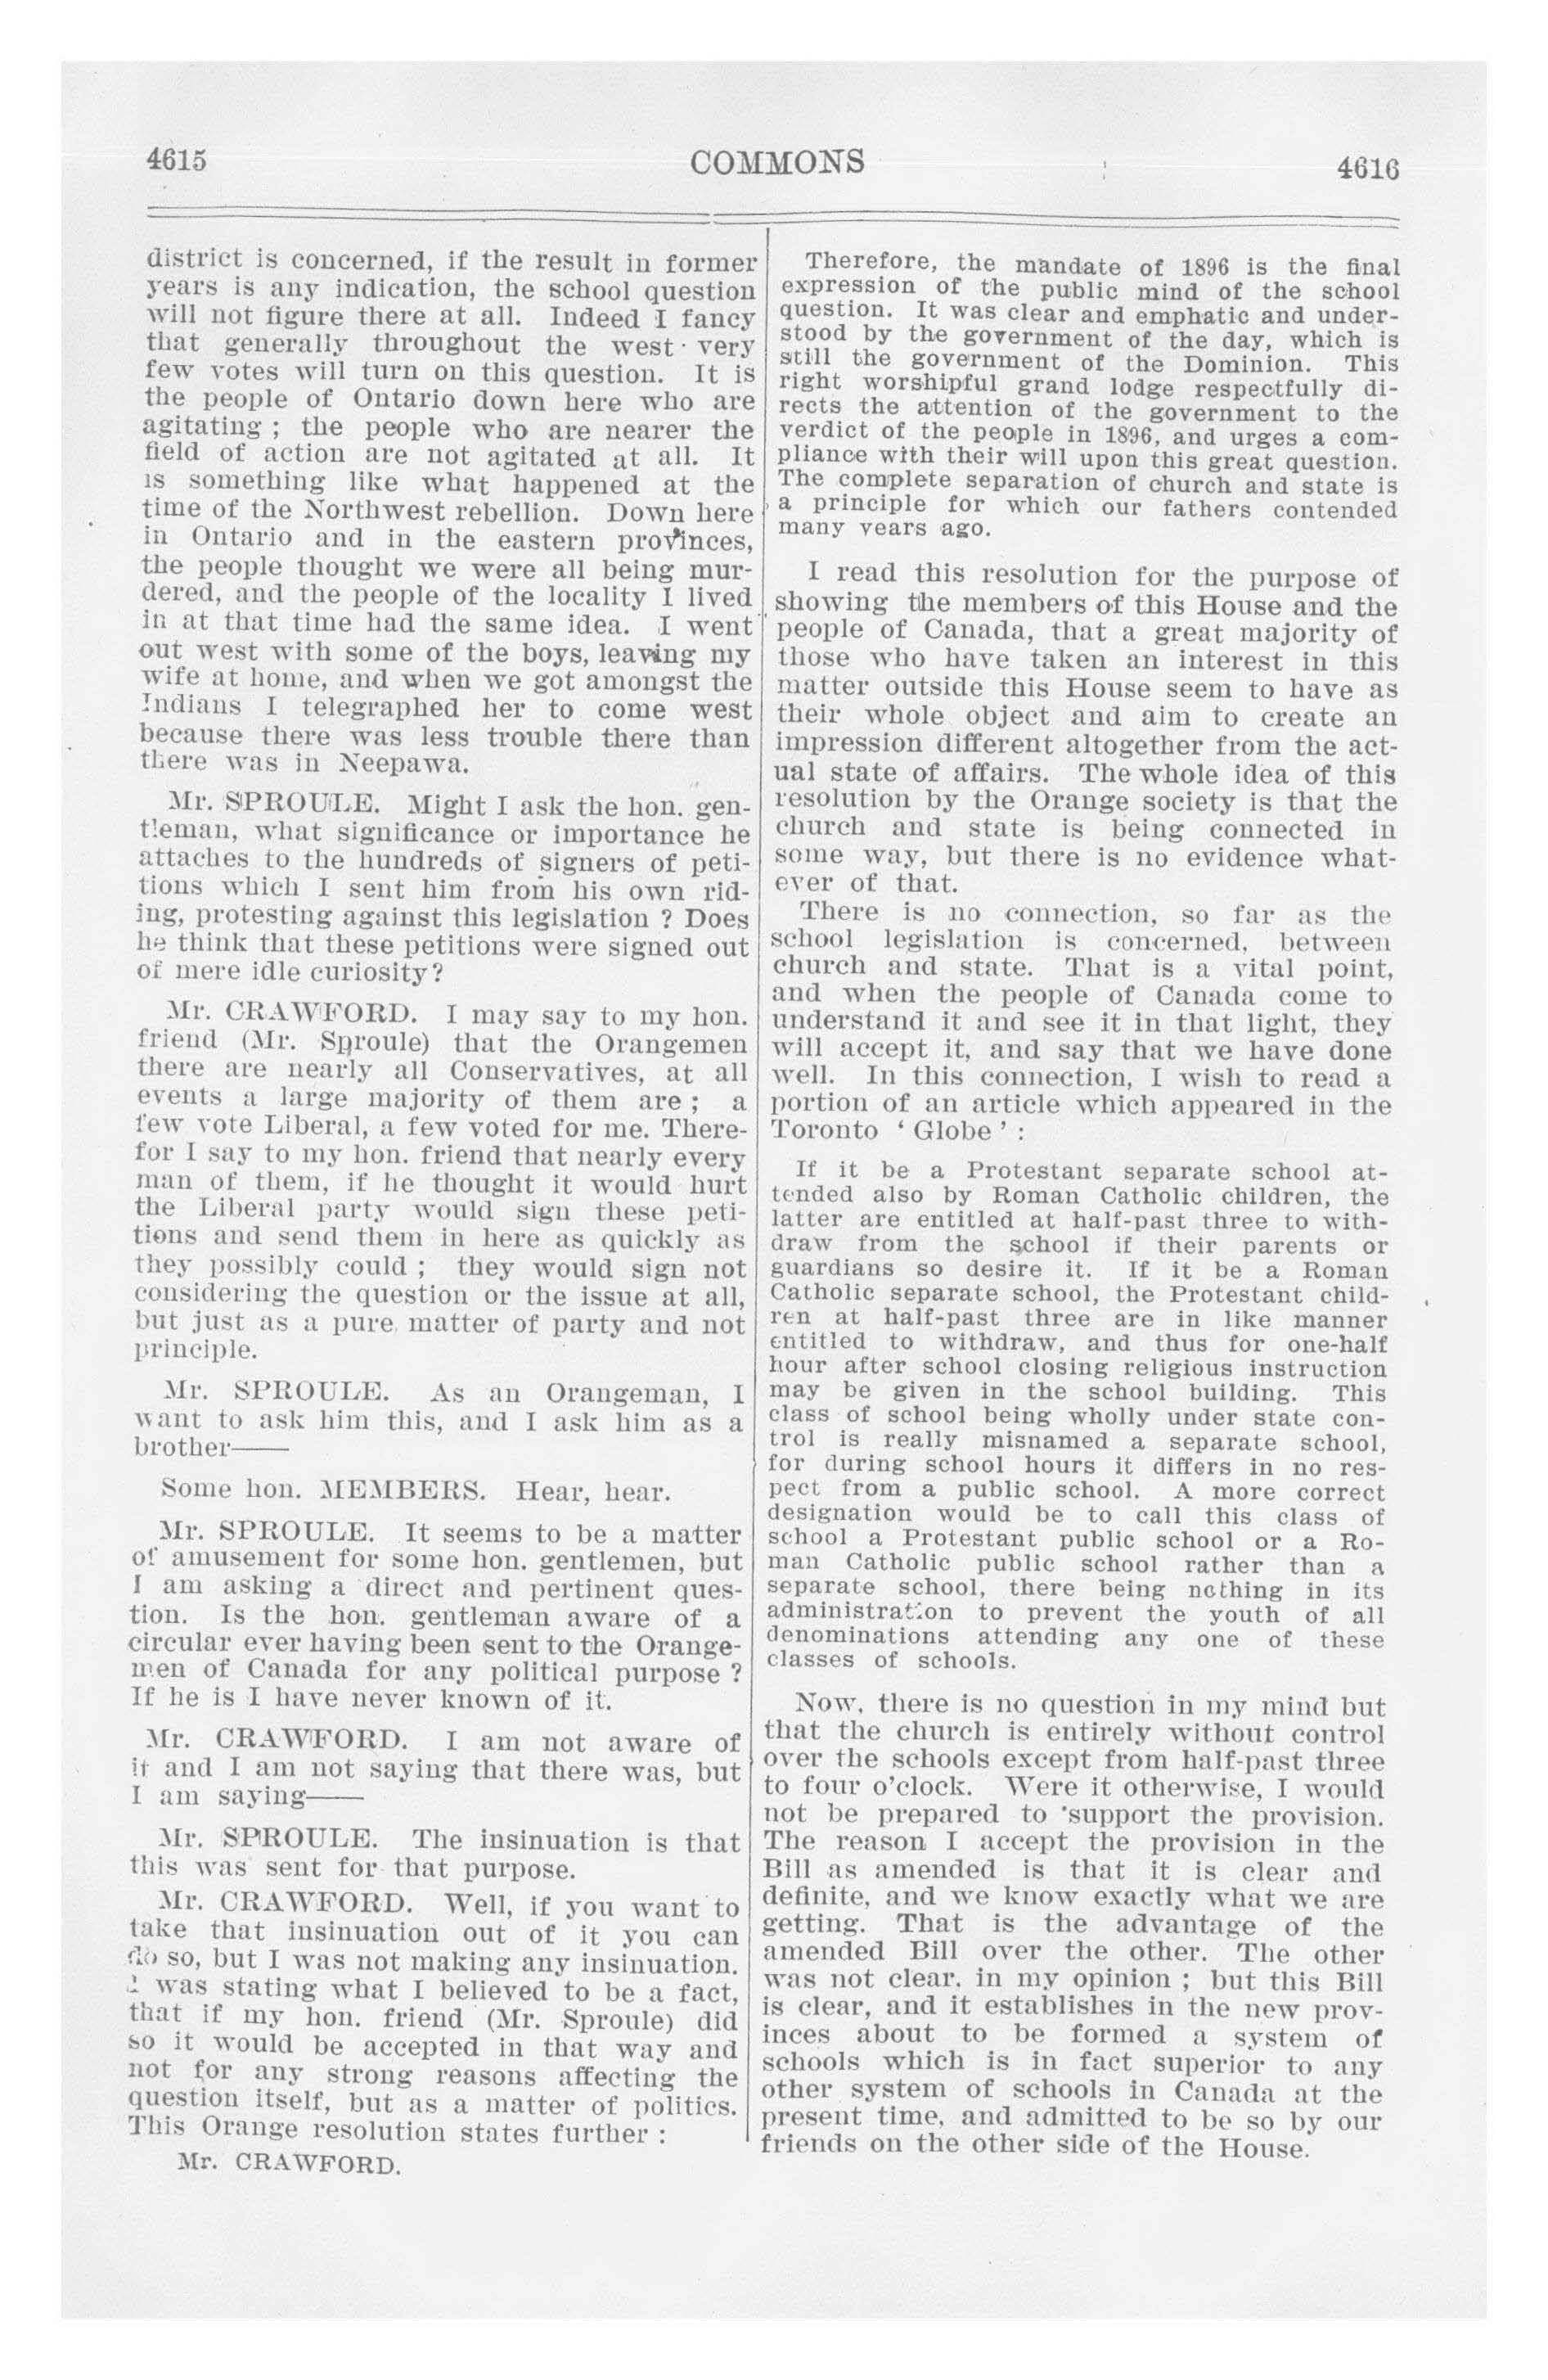 4615
COMMONS
4616
district is concerned, if the result in former
years is any indication, the school question
will not figure there at all. Indeed I fancy
that generally throughout the west very
few votes will turn on this question. It is
the people of Ontario down here who are
agitating ; the people who are nearer the
field of action are not agitated at all. It
is something like what happened at the
time of the Northwest rebellion. Down here
in Ontario and in the eastern provinces,
the people thought we were all being mur-
dered, and the people of the locality I lived
in at that time had the same idea. I went
out west with some of the boys, leaving my
wife at home, and when we got amongst the
Indians I telegraphed her to come west
because there was less trouble there than
there was in Neepawa.
Mr. SPROULE. Might I ask the hon. gen-
tleman, what significance or importance he
attaches to the hundreds of signers of peti-
tions which I sent him from his own rid-
ing, protesting against this legislation ? Does
he think that these petitions were signed out
of mere idle curiosity?
Mr. CRAWFORD. I may say to my hon.
friend (Mr. Sproule) that the Orangemen
there are nearly all Conservatives, at all
events a large majority of them are ; a
few vote Liberal, a few voted for me. There-
for I say to my hon. friend that nearly every
man of them, if he thought it would hurt
the Liberal party would sign these peti-
tions and send them in here as quickly as
they possibly could ; they would sign not
considering the question or the issue at all,
but just as a pure matter of party and not
principle.
Mr. SPROULE. As an Orangeman, I
want to ask him this, and I ask him as a
brother——
Some hon. MEMBERS. Hear, hear.
Mr. SPROULE. It seems to be a matter
of amusement for some hon. gentlemen, but
I am asking a direct and pertinent ques-
tion. Is the hon. gentleman aware of a
circular ever having been sent to the Orange-
men of Canada for any political purpose ?
If he is I have never known of it.
Mr. CRAWFORD. I am not aware of
it and I am not saying that there was, but
I am saying——
Mr. SPROULE. The insinuation is that
this was sent for that purpose.
Mr. CRAWFORD. Well, if you want to
take that insinuation out of it you can
do so, but I was not making any insinuation.
I was stating what I believed to be a fact,
that if my hon. friend (Mr. Sproule) did
so it would be accepted in that way and
not for any strong reasons affecting the
question itself, but as a matter of politics.
This Orange resolution states further :
Mr. CRAWFORD.
Therefore, the mandate of 1896 is the final
expression of the public mind of the school
question. It was clear and emphatic and under-
stood by the government of the day, which is
still the government of the Dominion. This
right worshipful grand lodge respectfully di-
rects the attention of the government to the
verdict of the people in 1896, and urges a com-
pliance with their will upon this great question.
The complete separation of church and state is
a principle for which our fathers contended
many years ago.
I read this resolution for the purpose of
showing the members of this House and the
people of Canada, that a great majority of
those who have taken an interest in this
matter outside this House seem to have as
their whole object and aim to create an
impression different altogether from the act-
ual state of affairs. The whole idea of this
resolution by the Orange society is that the
church and state is being connected in
some way, but there is no evidence what-
ever of that.
There is no connection, so far as the
school legislation is concerned, between
church and state. That is a vital point,
and when the people of Canada come to
understand it and see it in that light, they
will accept it, and say that we have done
well. In this connection, I wish to read a
portion of an article which appeared in the
Toronto ‘ Globe ’ :
If it be a Protestant separate school at-
tended also by Roman Catholic children, the
latter are entitled at half-past three to with-
draw from the school if their parents or
guardians so desire it. If it be a Roman
Catholic separate school, the Protestant child-
ren at half-past three are in like manner
entitled to withdraw, and thus for one-half
hour after school closing religious instruction
may be given in the school building. This
class of school being wholly under state con-
trol is really misnamed a separate school,
for during school hours it differs in no res-
pect from a public school. A more correct
designation would be to call this class of
school a Protestant public school or a Ro-
man Catholic public school rather than a
separate school, there being nothing in its
administration to prevent the youth of all
denominations attending any one of these
classes of schools.
Now, there is no question in my mind but
that the church is entirely without control
over the schools except from half-past three
to four o’clock. Were it otherwise, I would
not be prepared to support the provision.
The reason I accept the provision in the
Bill as amended is that it is clear and
definite, and we know exactly what we are
getting. That is the advantage of the
amended Bill over the other. The other
was not clear, in my opinion ; but this Bill
is clear, and it establishes in the new prov-
inces about to be formed a system of
schools which is in fact superior to any
other system of schools in Canada at the
present time, and admitted to be so by our
friends on the other side of the House.